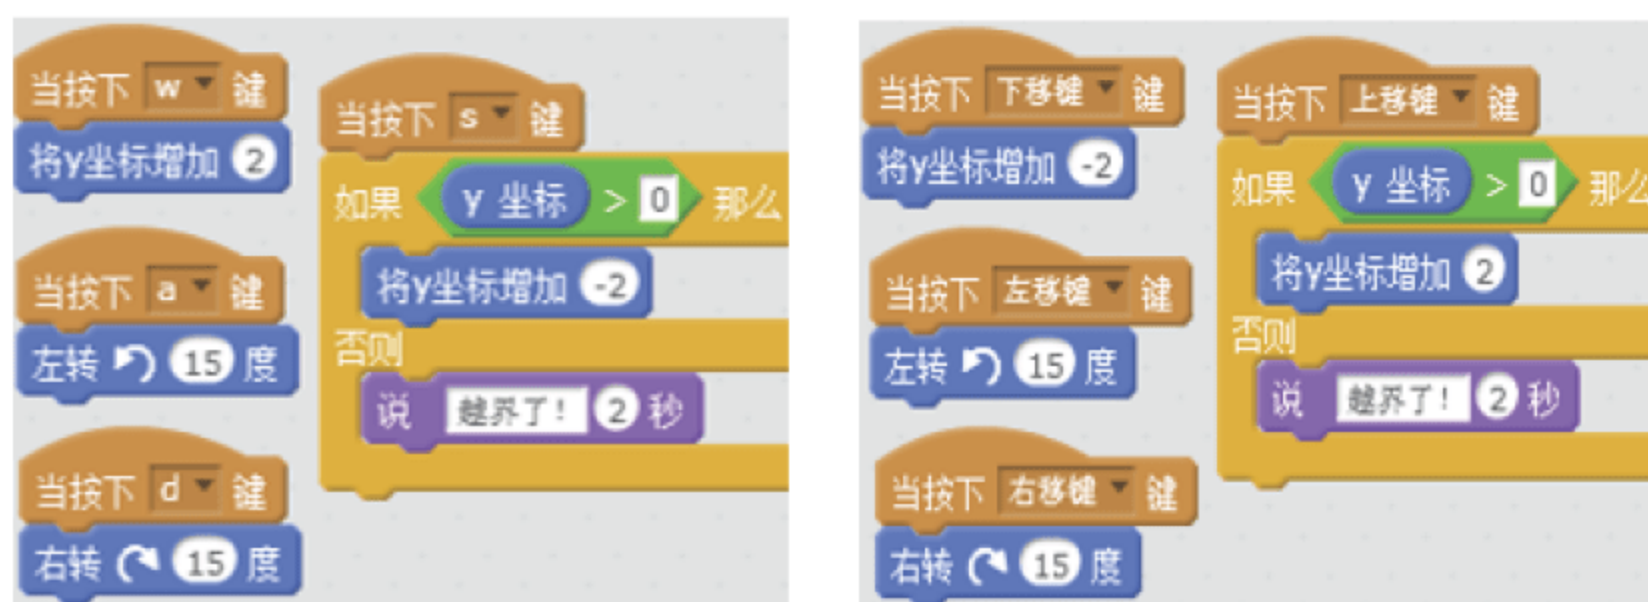 当按下 w 键
将y坐标增加 2
当按下 a 键
左转 15 度
当按下 d 键
右转 15 度
当按下 s 键
如果 y 坐标 > 0 那么
将y坐标增加 -2
否则
说 越界了! 2 秒
当按下 下移键 键
将y坐标增加 -2
当按下 左移键 键
左转 15 度
当按下 右移键 键
右转 15 度
当按下 上移键 键
如果 y 坐标 > 0 那么
将y坐标增加 2
否则
说 越界了! 2 秒